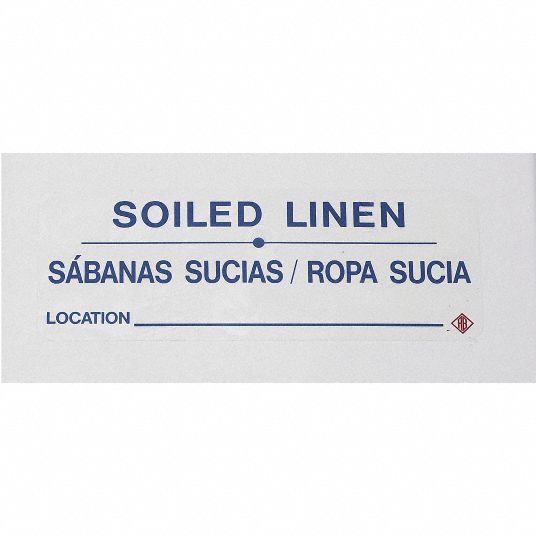 SOILED LINEN
SÁBANAS SUCIAS / ROPA SUCIA
LOCATION